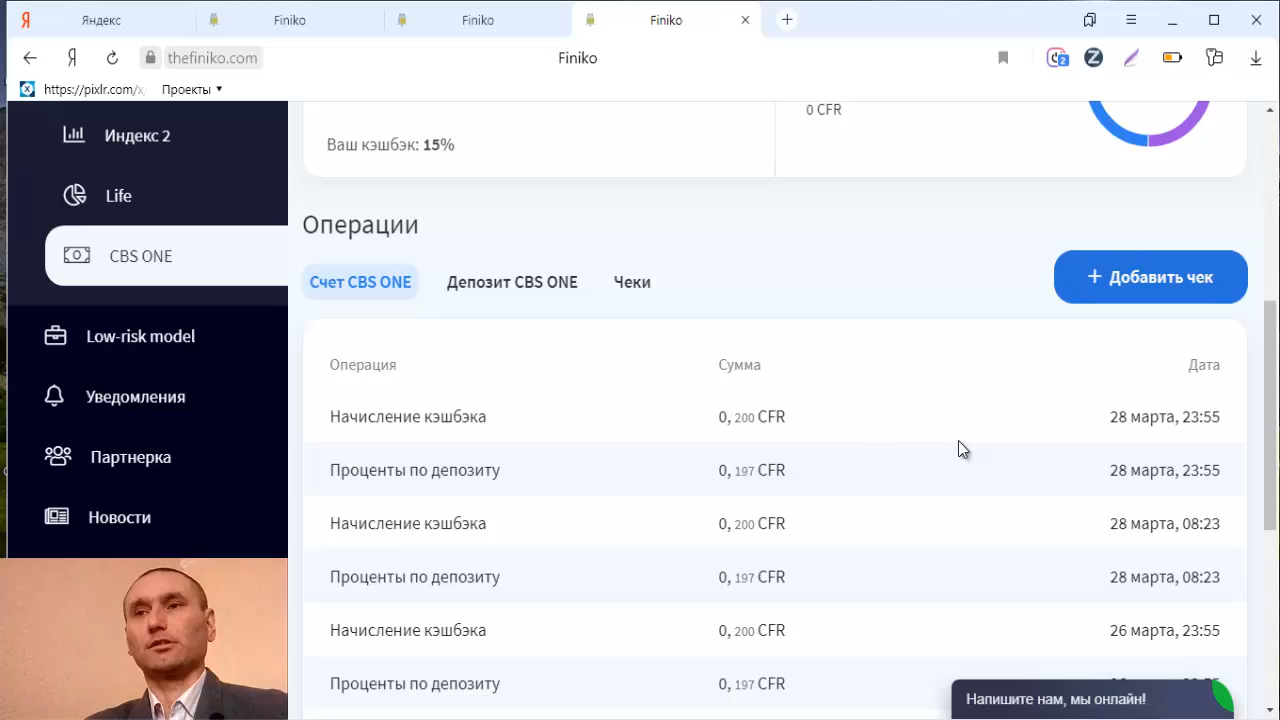 Яндекс
Finiko
Finiko
Finiko
thefiniko.com
Finiko
2
https://pixlr.com/x
Проекты
Индекс 2
Life
CBS ONE
Low-risk model
Уведомления
Партнерка
Новости
Ваш кэшбэк: 15%
0 CFR
Операции
Счет CBS ONE Депозит CBS ONE Чеки
+ Добавить чек
Операция Сумма Дата
Начисление кэшбэка 0, 200 CFR 28 марта, 23:55
Проценты по депозиту 0, 197 CFR 28 марта, 23:55
Начисление кэшбэка 0, 200 CFR 28 марта, 08:23
Проценты по депозиту 0, 197 CFR 28 марта, 08:23
Начисление кэшбэка 0, 200 CFR 26 марта, 23:55
Проценты по депозиту 0, 197 CFR
Напишите нам, мы онлайн!